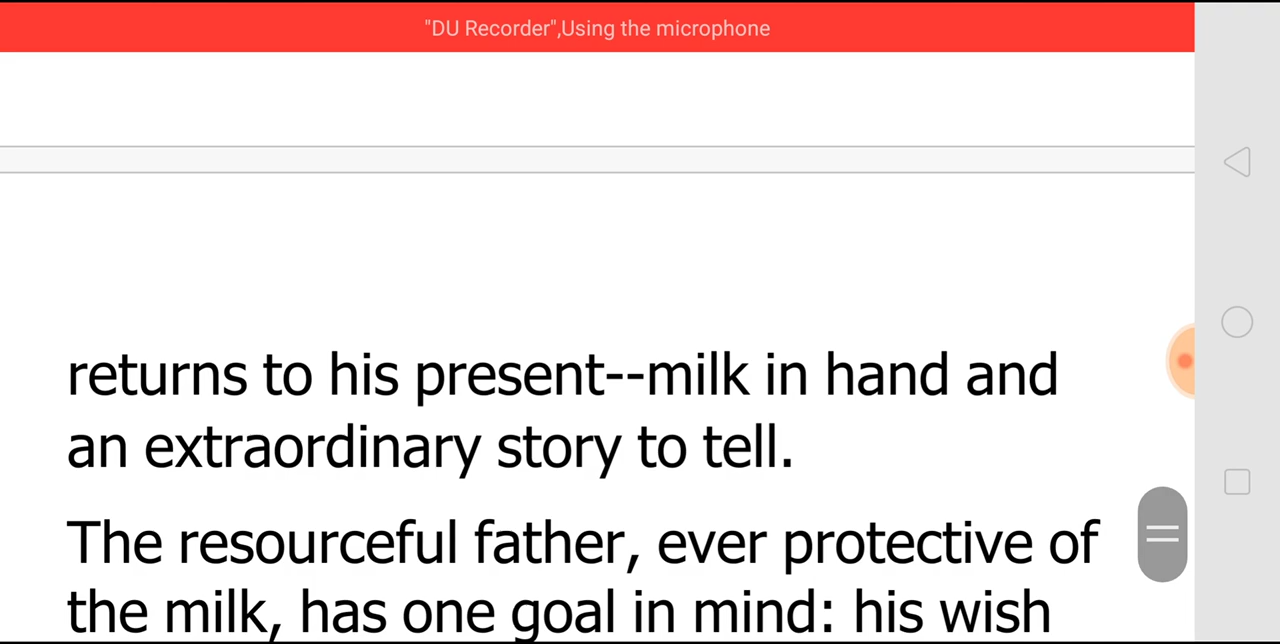 "DU Recorder",Using the microphone
returns to his present--milk in hand and
an extraordinary story to tell.
The resourceful father, ever protective of
the milk, has one goal in mind: his wish